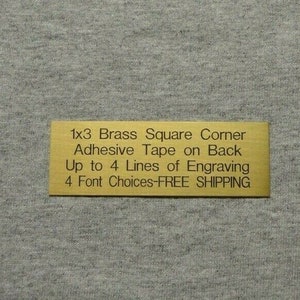 1x3 Brass Square Corner
Adhesive Tape on Back
Up to 4 Lines of Engraving
4 Font Choices-FREE SHIPPING